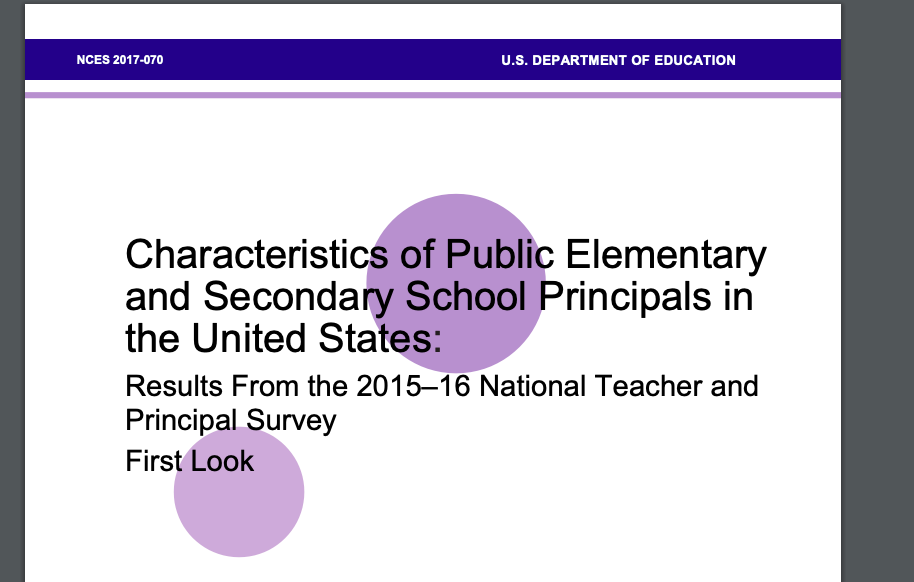 NCES 2017-070 U.S. DEPARTMENT OF EDUCATION
Characteristics of Public Elementary
and Secondary School Principals in
the United States:
Results From the 2015–16 National Teacher and
Principal Survey
First Look